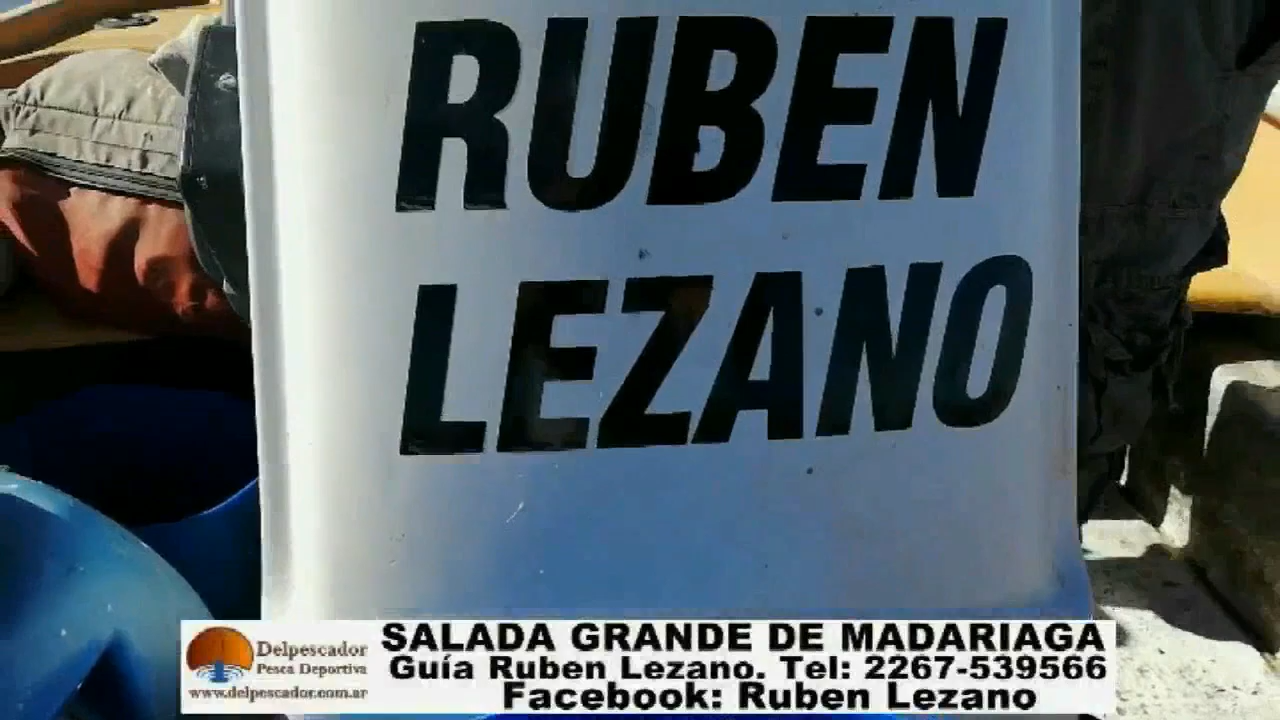 RUBEN
LEZANO
Delpescador
Pesca Deportiva
www.delpescador.com.ar
SALADA GRANDE DE MADARIAGA
Guía Ruben Lezano. Tel: 2267-539566
Facebook: Ruben Lezano